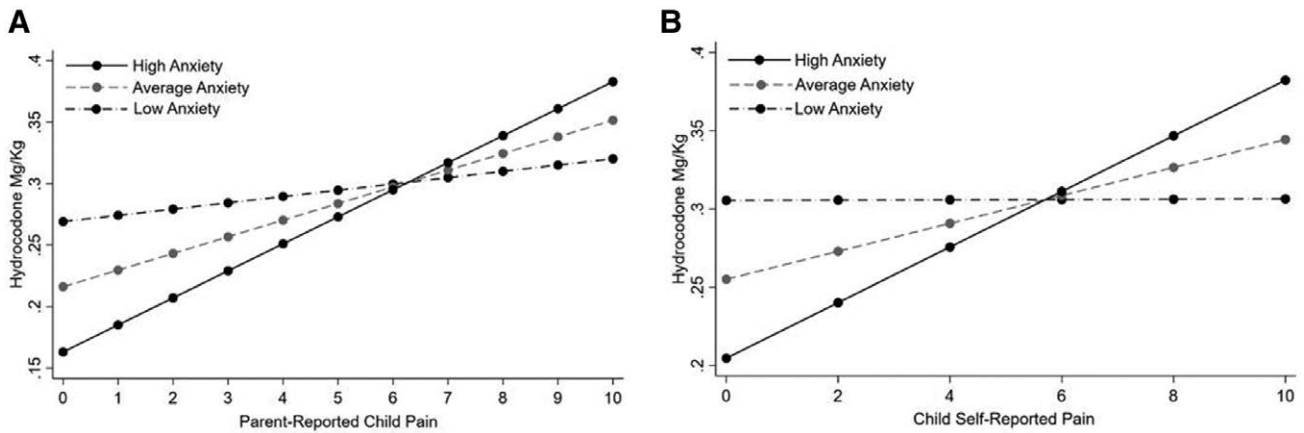 A
High Anxiety
Average Anxiety
Low Anxiety
Hydrocodone Mg/Kg
.4
.35
.3
.25
.2
.15
0 1 2 3 4 5 6 7 8 9 10
Parent-Reported Child Pain
B
High Anxiety
Average Anxiety
Low Anxiety
Hydrocodone Mg/Kg
.4
.35
.3
.25
.2
0 2 4 6 8 10
Child Self-Reported Pain